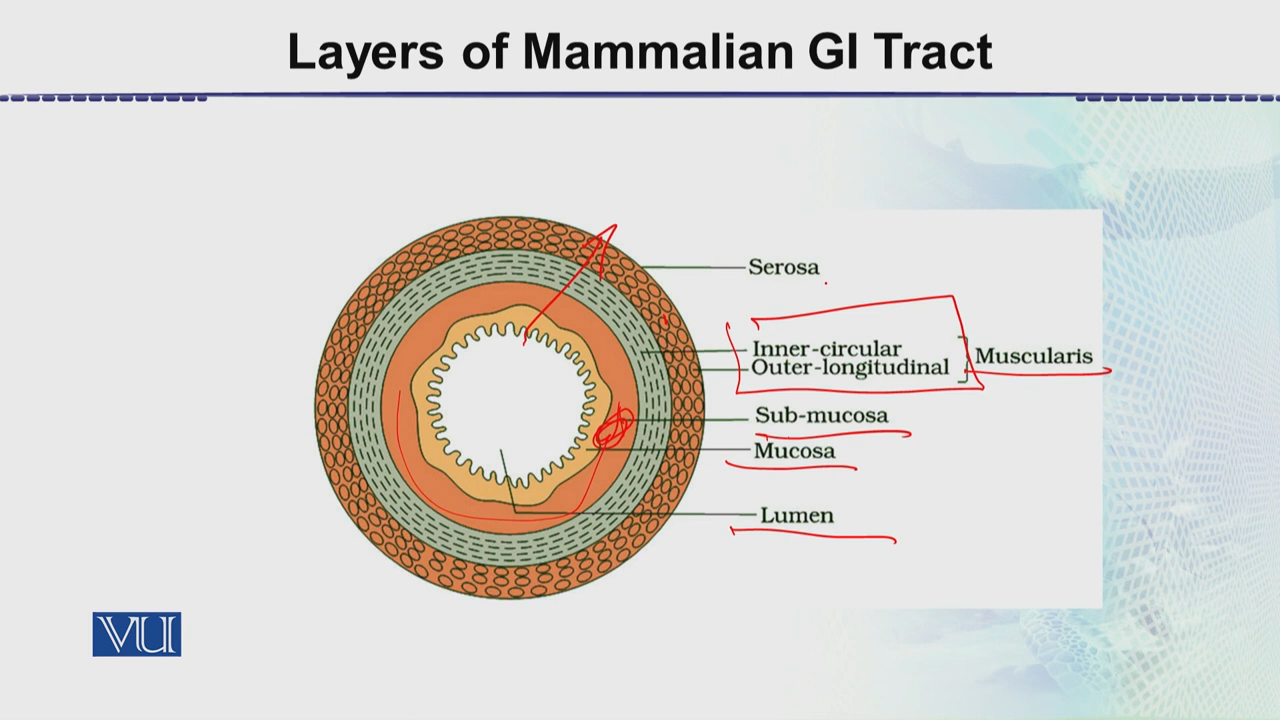 Layers of Mammalian GI Tract
Serosa
Inner-circular
Outer-longitudinal
Muscularis
Sub-mucosa
Mucosa
Lumen
VU